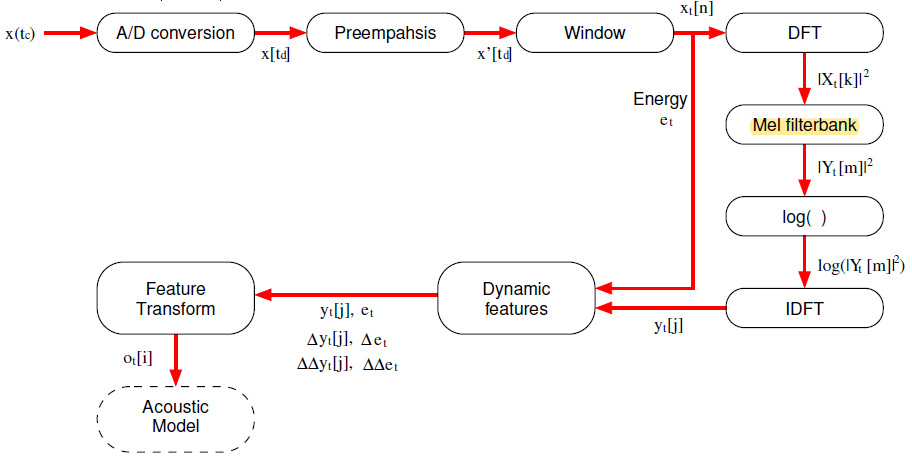 x(tc)
A/D conversion
x[td]
Preempahsis
x'[td]
Window
xt[n]
DFT
Energy
et
|Xt[k]|²
Mel filterbank
|Yt[m]|²
log( )
log(|Yt [m]|²)
IDFT
yt[j]
Dynamic
features
yt[j], et
Δyt[j], Δet
ΔΔyt[j], ΔΔet
Feature
Transform
ot[i]
Acoustic
Model